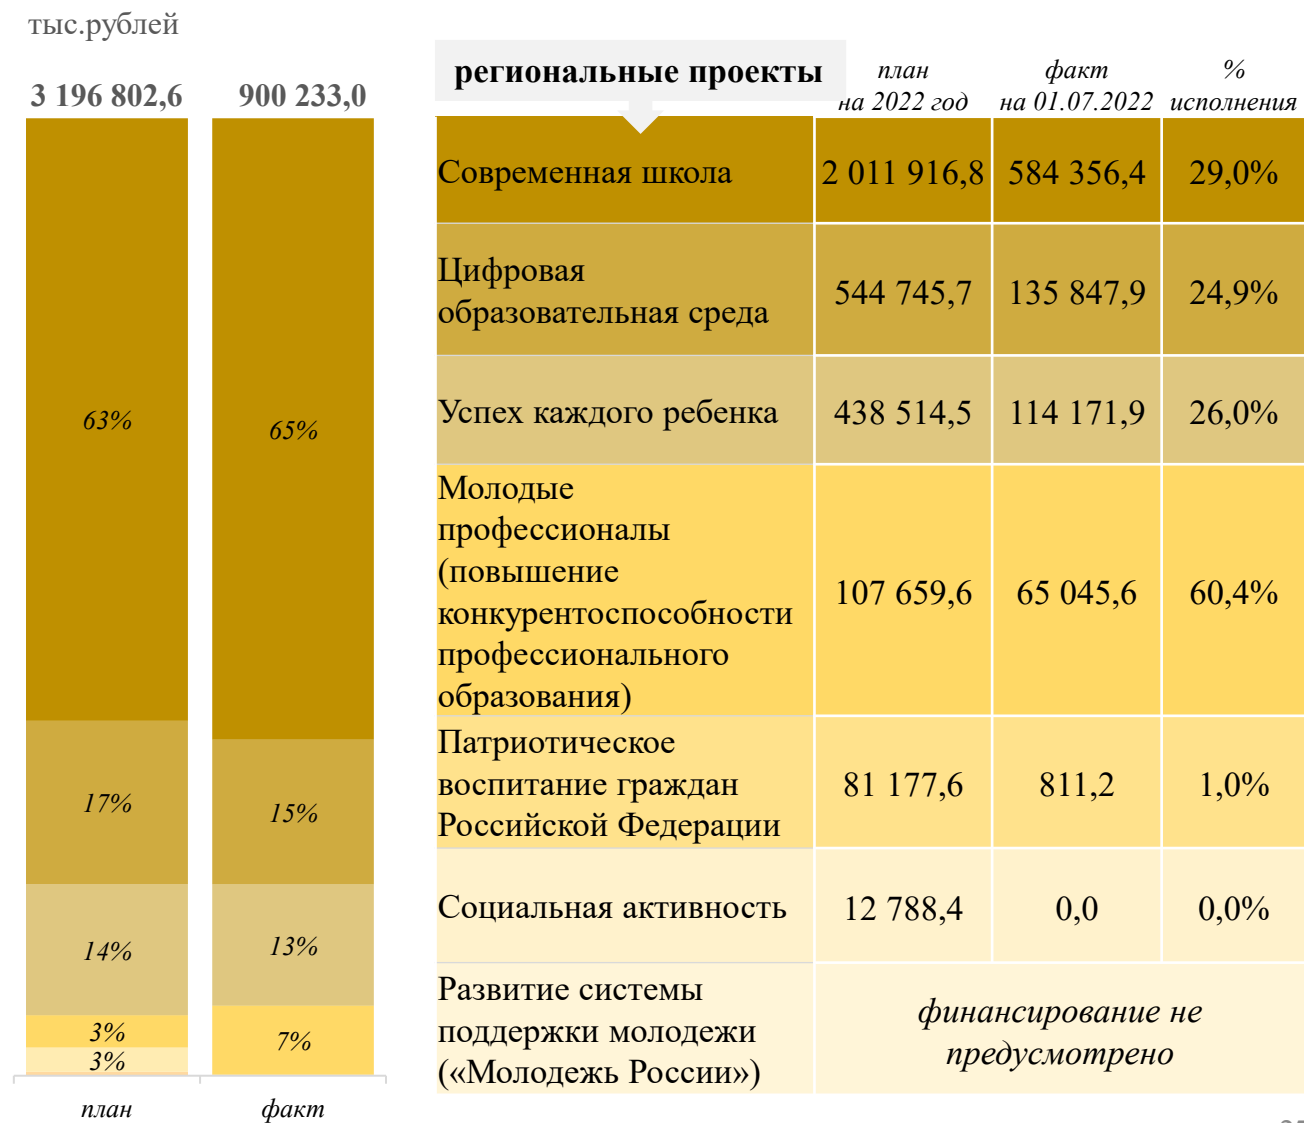 тыс.рублей
3 196 802,6
900 233,0
63%
17%
14%
3%
3%
65%
15%
13%
7%
план
факт
региональные проекты
план
на 2022 год
факт
на 01.07.2022
%
исполнения
Современная школа
2 011 916,8
584 356,4
29,0%
Цифровая
образовательная среда
544 745,7
135 847,9
24,9%
Успех каждого ребенка
438 514,5
114 171,9
26,0%
Молодые
профессионалы
(повышение
конкурентоспособности
профессионального
образования)
107 659,6
65 045,6
60,4%
Патриотическое
воспитание граждан
Российской Федерации
81 177,6
811,2
1,0%
Социальная активность
12 788,4
0,0
0,0%
Развитие системы
поддержки молодежи
(«Молодежь России»)
финансирование не
предусмотрено